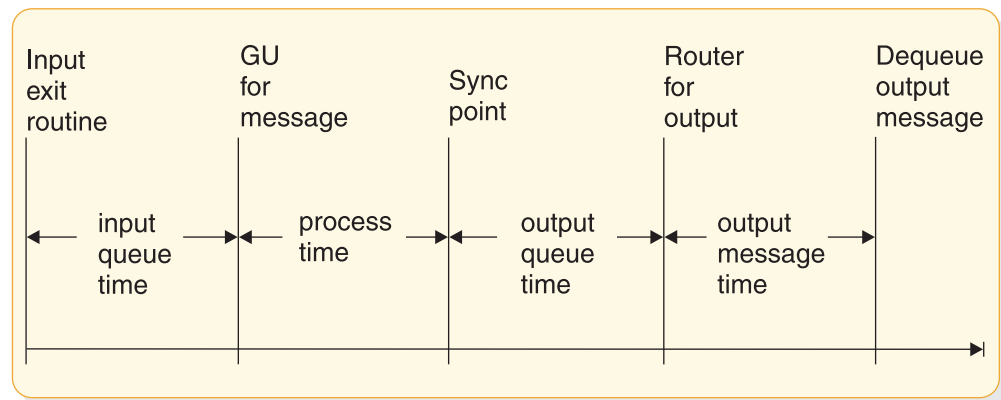 Input
exit
routine
GU
for
message
Sync
point
Router
for
output
Dequeue
output
message
input
queue
time
process
time
output
queue
time
output
message
time